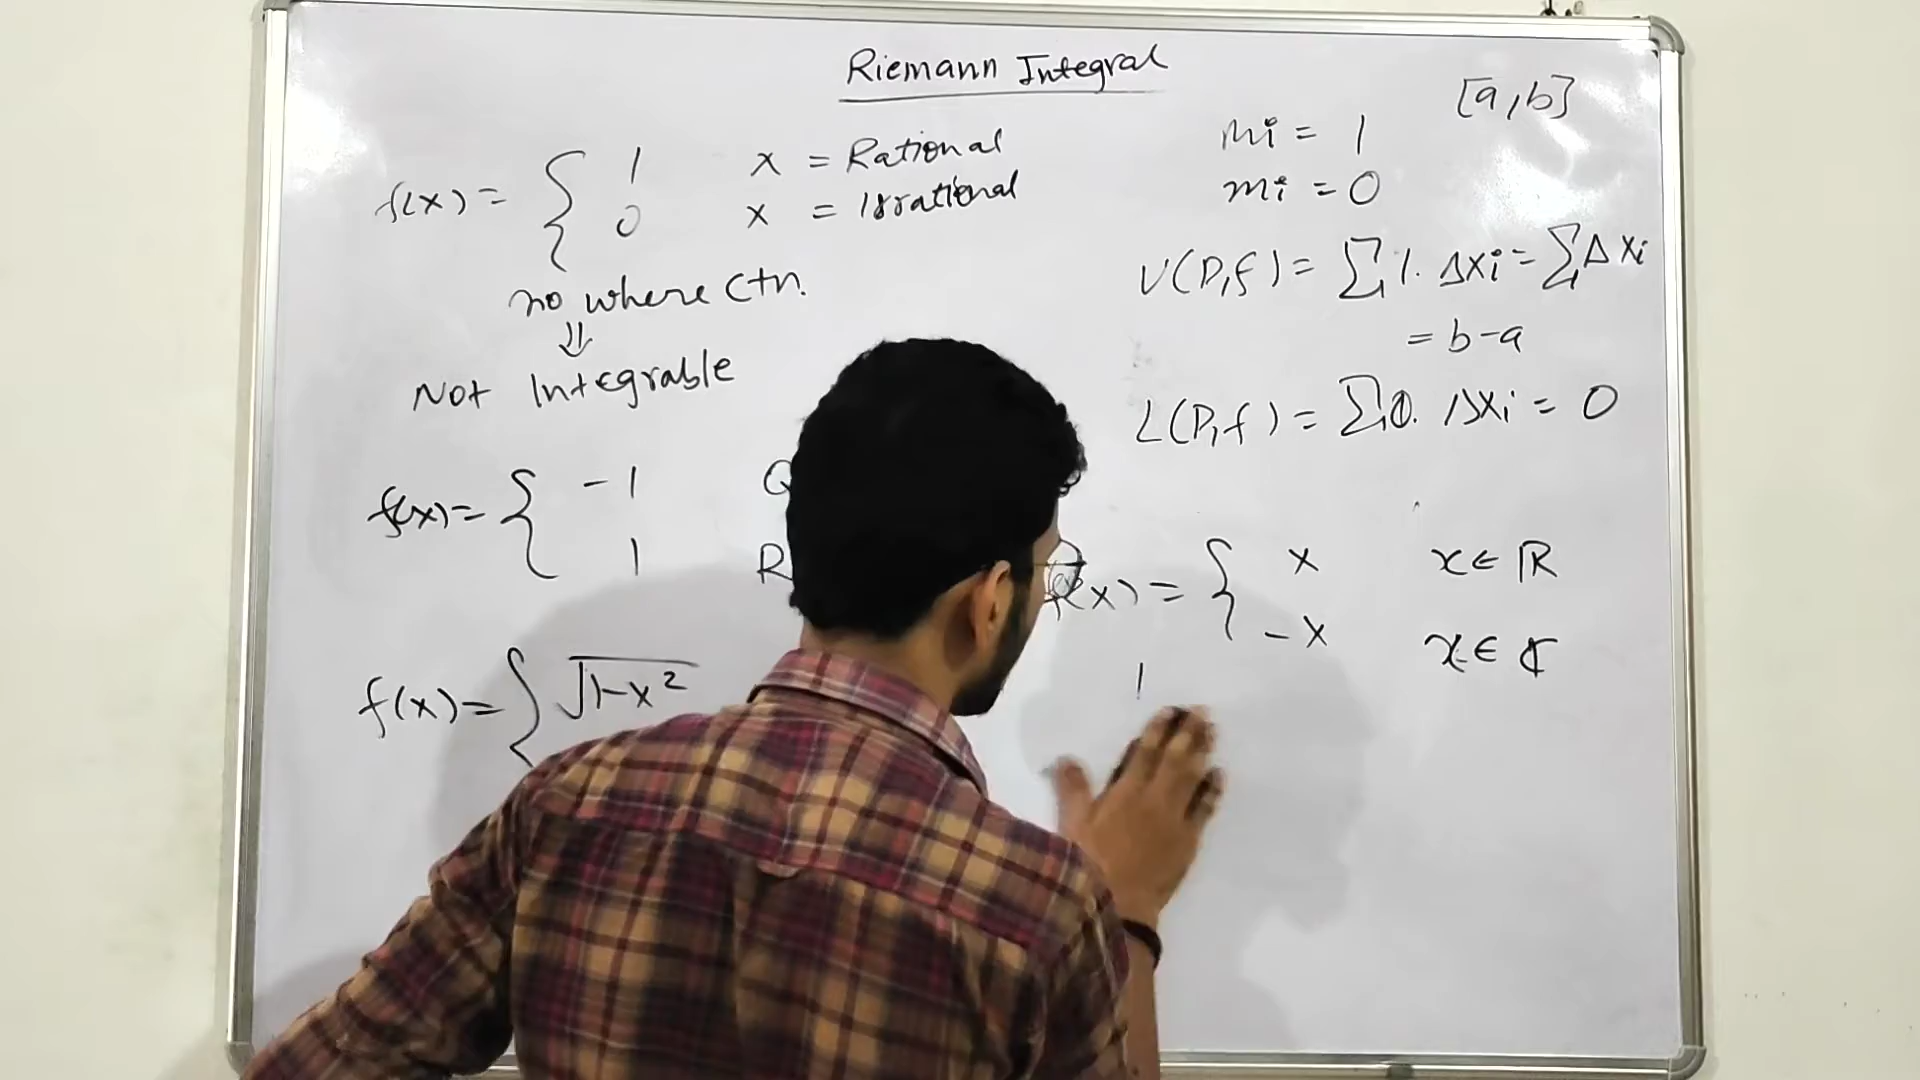 Riemann Integral
[a,b]
f(x) = { 1 x = Rational
0 x = Irrational
no where Ctn.
⇓
Not Integrable
mi = 1
mi = 0
U(P,f) = ∑ 1. Δxi = ∑ Δxi
= b-a
L(P,f) = ∑ 0. Δxi = 0
f(x) = { -1 Q
1 R
f(x) = { x x ∈ R
-x x ∈ ₵
1
f(x) = { √1-x²